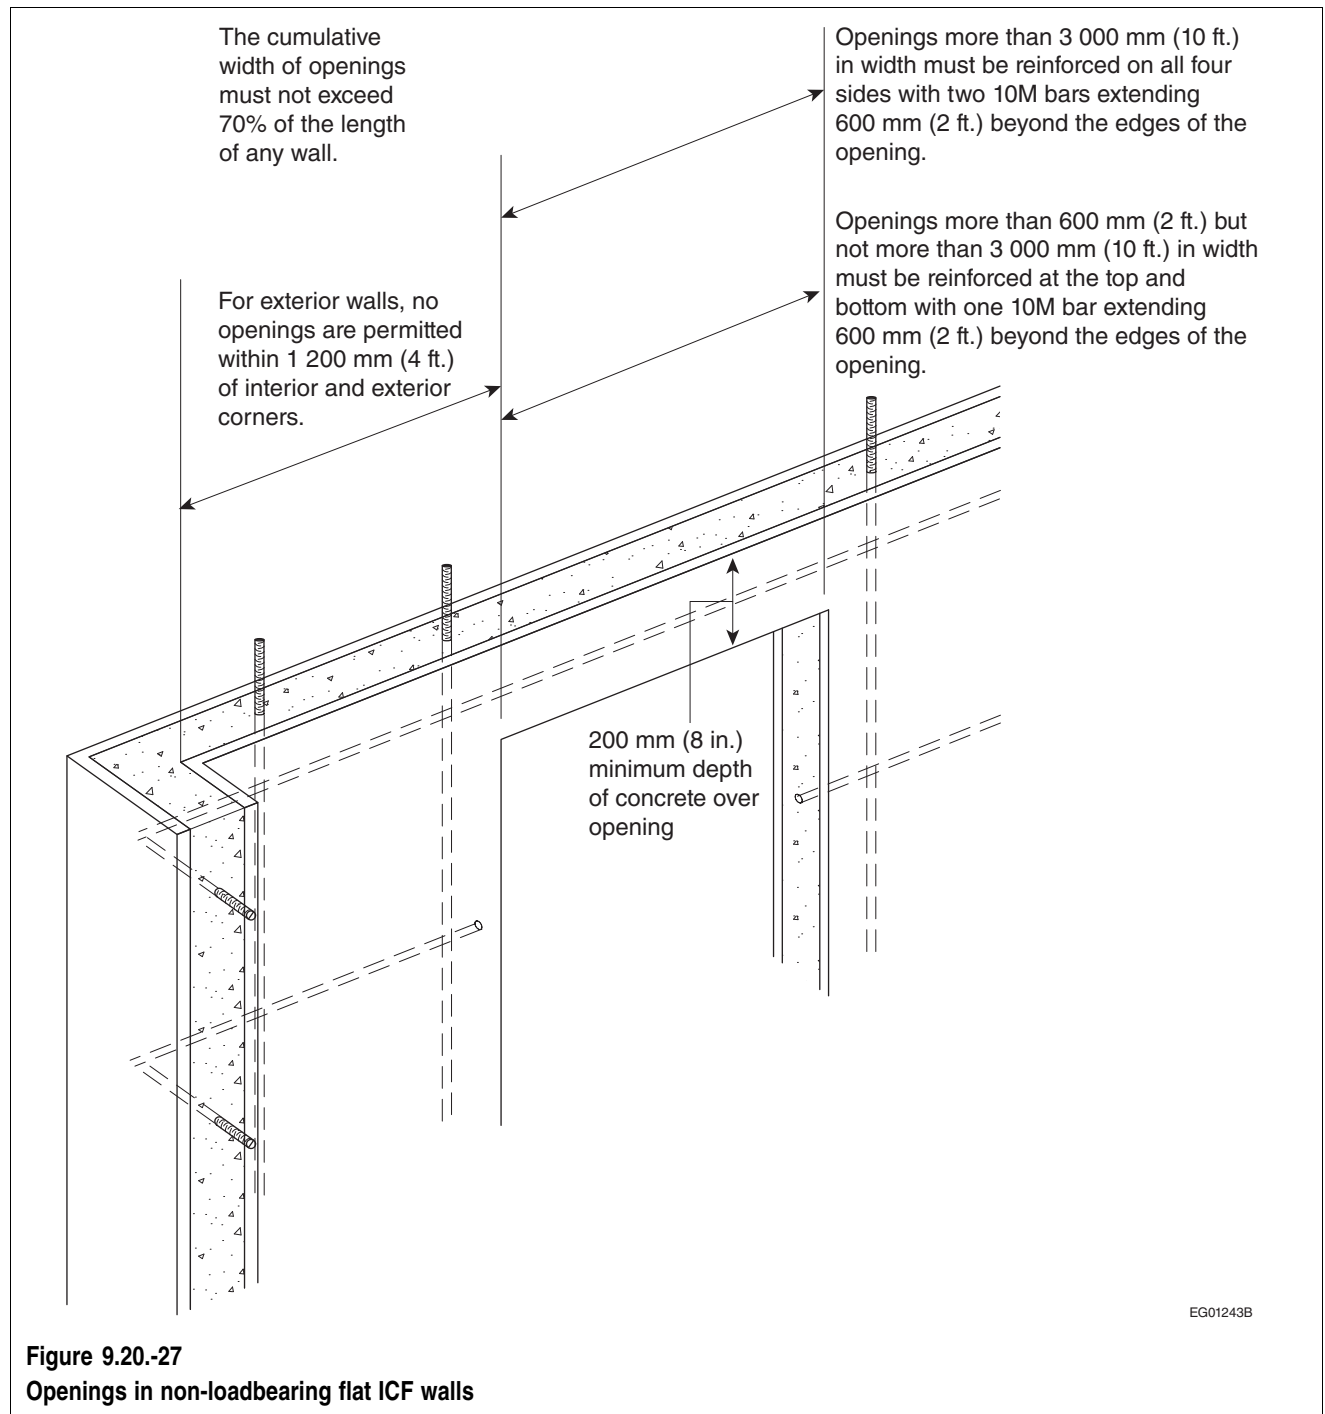 The cumulative
width of openings
must not exceed
70% of the length
of any wall.
Openings more than 3 000 mm (10 ft.)
in width must be reinforced on all four
sides with two 10M bars extending
600 mm (2 ft.) beyond the edges of the
opening.
Openings more than 600 mm (2 ft.) but
not more than 3 000 mm (10 ft.) in width
must be reinforced at the top and
bottom with one 10M bar extending
600 mm (2 ft.) beyond the edges of the
opening.
For exterior walls, no
openings are permitted
within 1 200 mm (4 ft.)
of interior and exterior
corners.
200 mm (8 in.)
minimum depth
of concrete over
opening
EG01243B
Figure 9.20.-27
Openings in non-loadbearing flat ICF walls